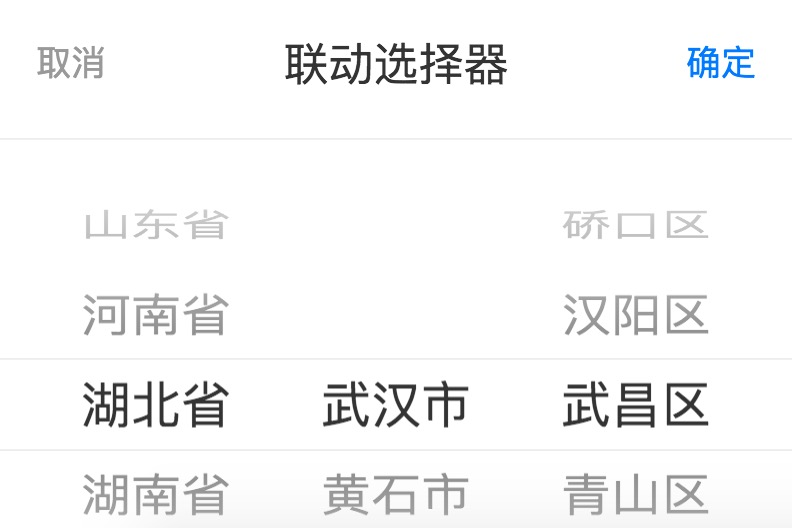 取消 联动选择器 确定
山东省 硚口区
河南省 汉阳区
湖北省 武汉市 武昌区
湖南省 黄石市 青山区